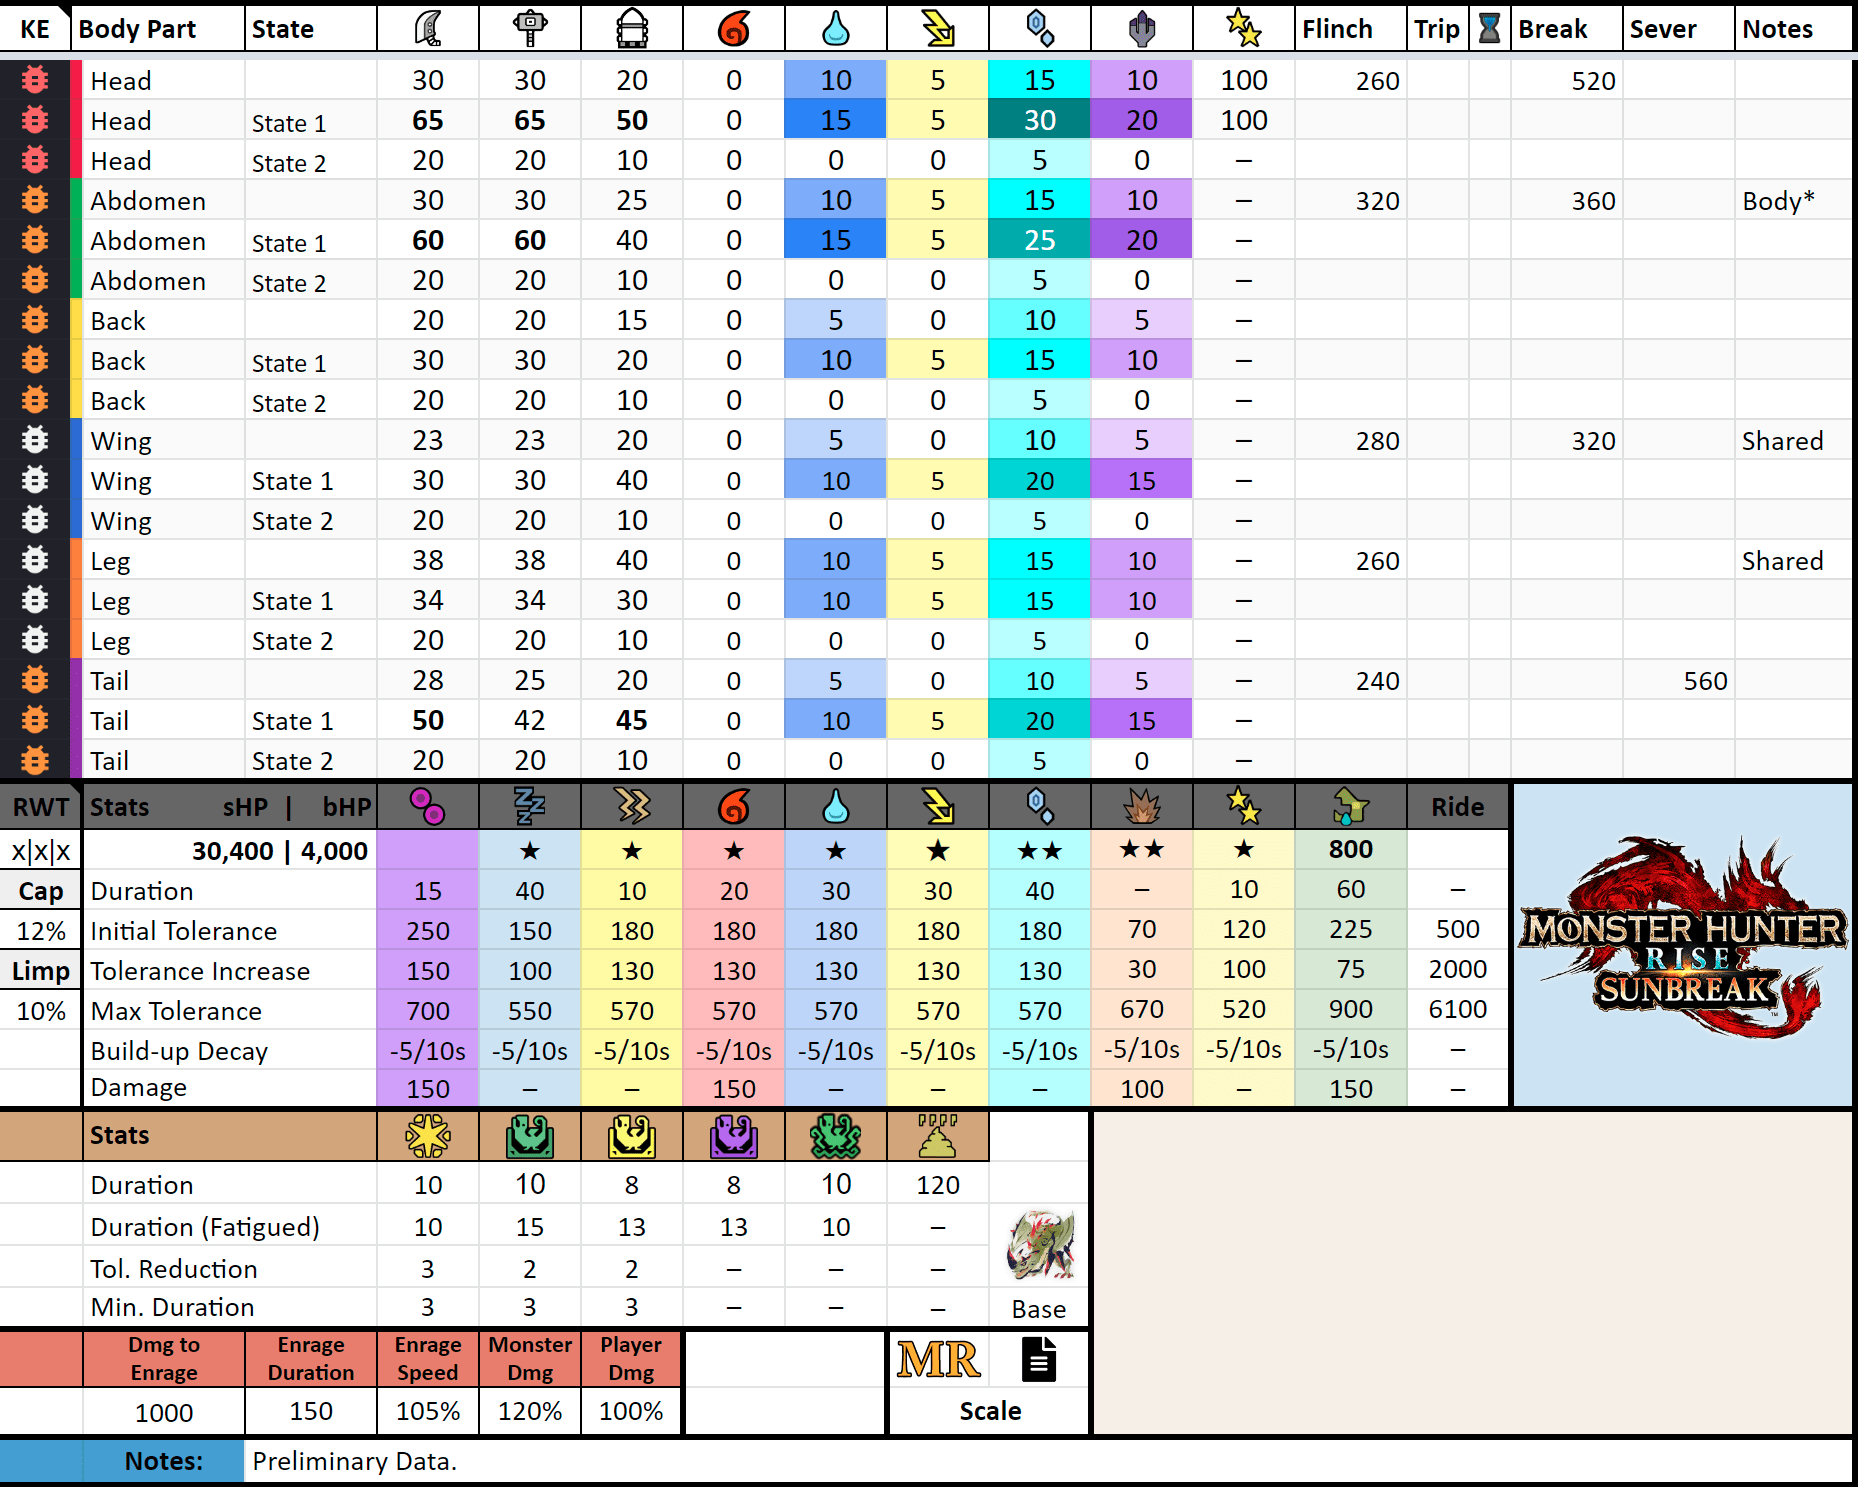 KE Body Part State Flinch Trip Break Sever Notes
Head 30 30 20 0 10 5 15 10 100 260 520
Head State 1 65 65 50 0 15 5 30 20 100
Head State 2 20 20 10 0 0 0 5 0 –
Abdomen 30 30 25 0 10 5 15 10 – 320 360 Body*
Abdomen State 1 60 60 40 0 15 5 25 20 –
Abdomen State 2 20 20 10 0 0 0 5 0 –
Back 20 20 15 0 5 0 10 5 –
Back State 1 30 30 20 0 10 5 15 10 –
Back State 2 20 20 10 0 0 0 5 0 –
Wing 23 23 20 0 5 0 10 5 – 280 320 Shared
Wing State 1 30 30 40 0 10 5 20 15 –
Wing State 2 20 20 10 0 0 0 5 0 –
Leg 38 38 40 0 10 5 15 10 – 260 Shared
Leg State 1 34 34 30 0 10 5 15 10 –
Leg State 2 20 20 10 0 0 0 5 0 –
Tail 28 25 20 0 5 0 10 5 – 240 560
Tail State 1 50 42 45 0 10 5 20 15 –
Tail State 2 20 20 10 0 0 0 5 0 –
RWT Stats sHP | bHP Ride
x|x|x 30,400 | 4,000 ★ ★ ★ ★ ★ ★★ ★★ ★ 800
Cap Duration 15 40 10 20 30 30 40 – 10 60 –
12% Initial Tolerance 250 150 180 180 180 180 180 70 120 225 500
Limp Tolerance Increase 150 100 130 130 130 130 130 30 100 75 2000
10% Max Tolerance 700 550 570 570 570 570 570 670 520 900 6100
Build-up Decay -5/10s -5/10s -5/10s -5/10s -5/10s -5/10s -5/10s -5/10s -5/10s -5/10s –
Damage 150 – – 150 – – – 100 – 150 –
MONSTER HUNTER
RISE
SUNBREAK™
Stats
Duration 10 10 8 8 10 120
Duration (Fatigued) 10 15 13 13 10 –
Tol. Reduction 3 2 2 – – –
Min. Duration 3 3 3 – – – Base
Dmg to Enrage Enrage Duration Enrage Speed Monster Dmg Player Dmg MR
1000 150 105% 120% 100% Scale
Notes: Preliminary Data.